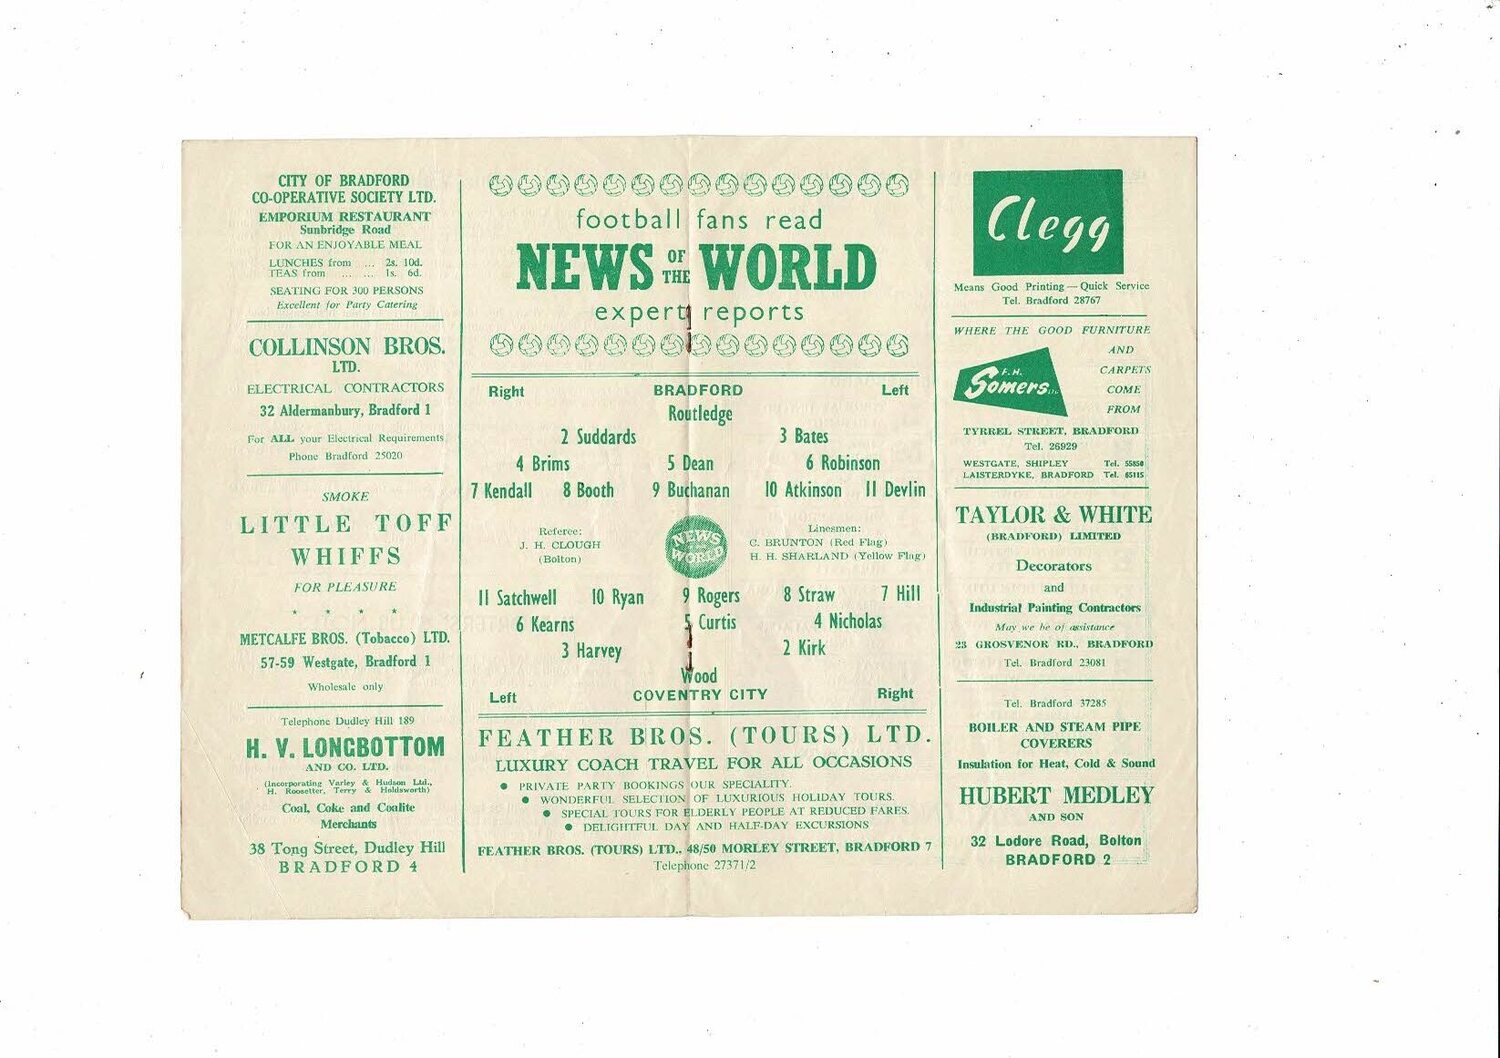 CITY OF BRADFORD
CO-OPERATIVE SOCIETY LTD.
EMPORIUM RESTAURANT
Sunbridge Road
FOR AN ENJOYABLE MEAL
LUNCHES from ... 2s. 10d.
TEAS from ... ... 1s. 6d.
SEATING FOR 300 PERSONS
Excellent for Party Catering
COLLINSON BROS.
LTD.
ELECTRICAL CONTRACTORS
32 Aldermanbury, Bradford 1
For ALL your Electrical Requirements
Phone Bradford 25020
SMOKE
LITTLE TOFF
WHIFFS
FOR PLEASURE
* * * *
METCALFE BROS. (Tobacco) LTD.
57-59 Westgate, Bradford 1
Wholesale only
Telephone Dudley Hill 189
H. V. LONGBOTTOM
AND CO. LTD.
(Incorporating Varley & Hudson Ltd.,
H. Roosetter, Terry & Holdsworth)
Coal, Coke and Coalite
Merchants
38 Tong Street, Dudley Hill
BRADFORD 4
football fans read
NEWS OF THE WORLD
expert reports
Right BRADFORD Left
Routledge
2 Suddards 3 Bates
4 Brims 5 Dean 6 Robinson
7 Kendall 8 Booth 9 Buchanan 10 Atkinson 11 Devlin
Referee:
J. H. CLOUGH
(Bolton)
NEWS
WORLD
Linesmen:
C. BRUNTON (Red Flag)
H. H. SHARLAND (Yellow Flag)
11 Satchwell 10 Ryan 9 Rogers 8 Straw 7 Hill
6 Kearns 5 Curtis 4 Nicholas
3 Harvey 2 Kirk
Wood
Left COVENTRY CITY Right
FEATHER BROS. (TOURS) LTD.
LUXURY COACH TRAVEL FOR ALL OCCASIONS
● PRIVATE PARTY BOOKINGS OUR SPECIALITY.
● WONDERFUL SELECTION OF LUXURIOUS HOLIDAY TOURS.
● SPECIAL TOURS FOR ELDERLY PEOPLE AT REDUCED FARES.
● DELIGHTFUL DAY AND HALF-DAY EXCURSIONS
FEATHER BROS. (TOURS) LTD., 48/50 MORLEY STREET, BRADFORD 7
Telephone 27371/2
Clegg
Means Good Printing — Quick Service
Tel. Bradford 28767
WHERE THE GOOD FURNITURE
AND
CARPETS
COME
FROM
F. H.
Somers LTD
TYRREL STREET, BRADFORD
Tel. 26929
WESTGATE, SHIPLEY Tel. 55850
LAISTERDYKE, BRADFORD Tel. 65115
TAYLOR & WHITE
(BRADFORD) LIMITED
Decorators
and
Industrial Painting Contractors
May we be of assistance
23 GROSVENOR RD., BRADFORD
Tel. Bradford 23081
Tel. Bradford 37285
BOILER AND STEAM PIPE
COVERERS
Insulation for Heat, Cold & Sound
HUBERT MEDLEY
AND SON
32 Lodore Road, Bolton
BRADFORD 2